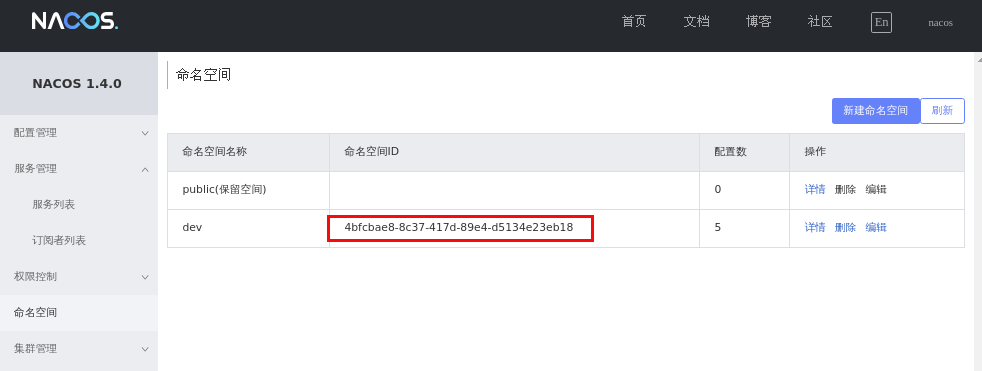 NACOS. 首页 文档 博客 社区 En nacos
NACOS 1.4.0
配置管理
服务管理
服务列表
订阅者列表
权限控制
命名空间
集群管理
命名空间
新建命名空间 刷新
命名空间名称 命名空间ID 配置数 操作
public(保留空间) 0 详情 删除 编辑
dev 4bfcbae8-8c37-417d-89e4-d5134e23eb18 5 详情 删除 编辑